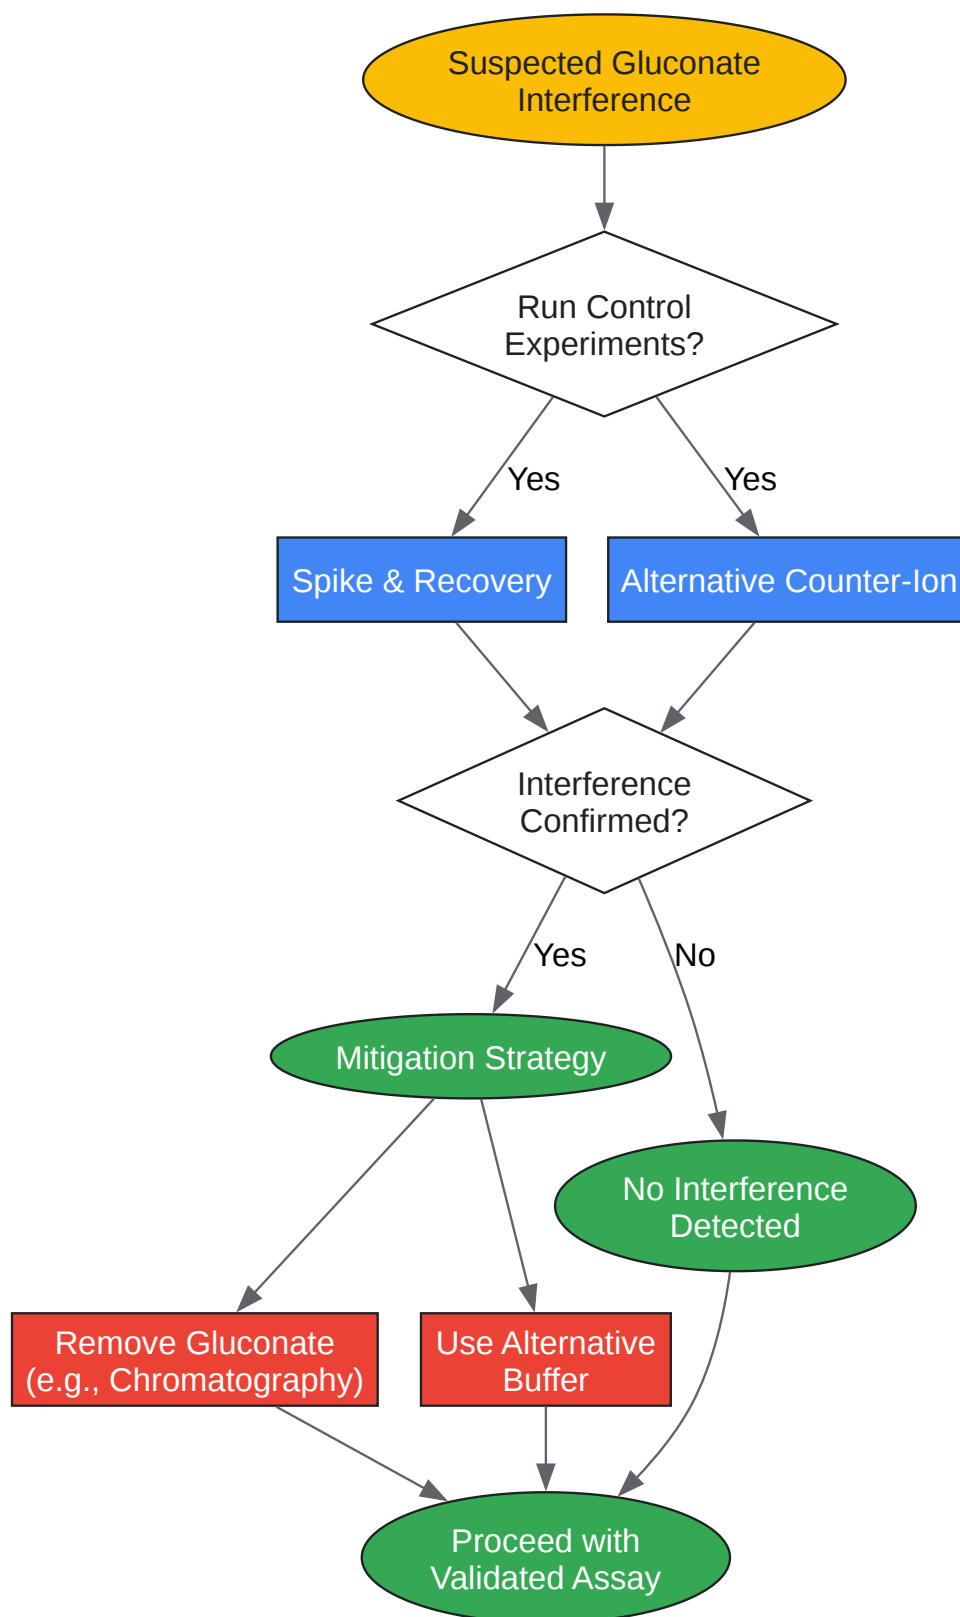 Suspected Gluconate
Interference
Run Control
Experiments?
Yes
Yes
Spike & Recovery
Alternative Counter-Ion
Interference
Confirmed?
Yes
No
Mitigation Strategy
No Interference
Detected
Remove Gluconate
(e.g., Chromatography)
Use Alternative
Buffer
Proceed with
Validated Assay